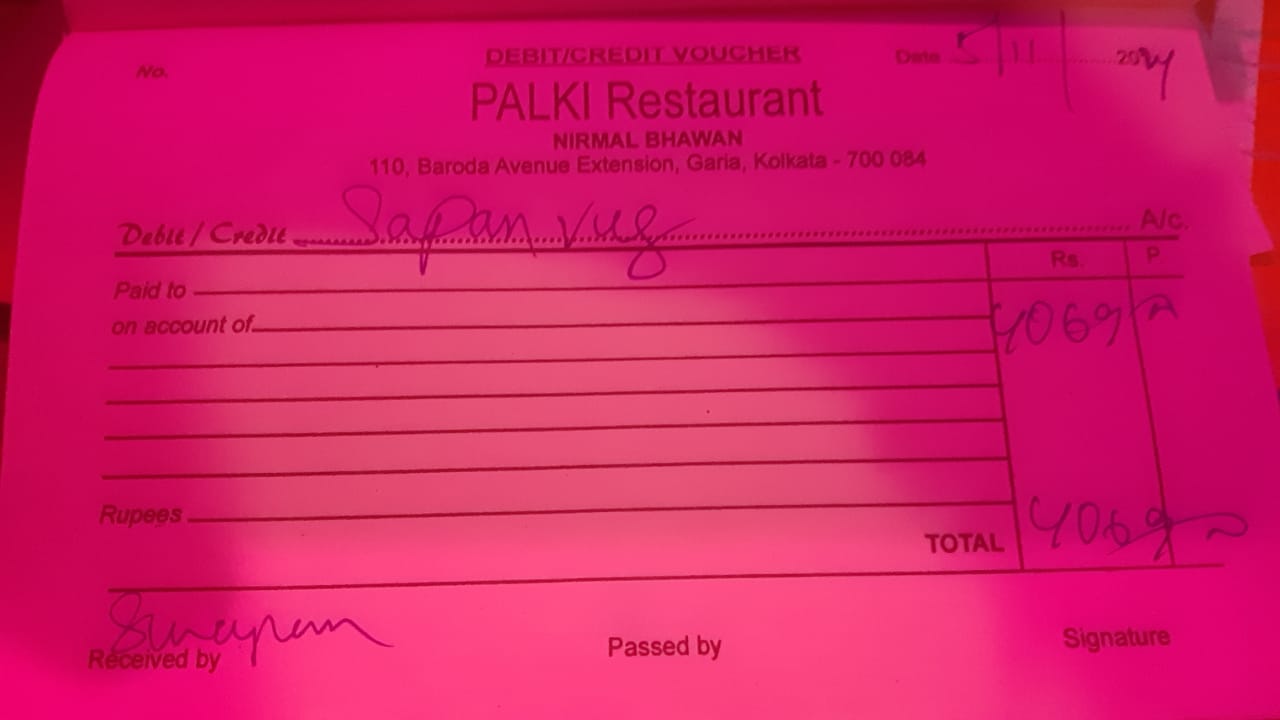 DEBIT/CREDIT VOUCHER
No. Date 5/11/2024
PALKI Restaurant
NIRMAL BHAWAN
110, Baroda Avenue Extension, Garia, Kolkata - 700 084
Debit / Credit Sapan veg A/c.
Rs. P
Paid to
on account of 4069
Rupees
TOTAL 4069
Swapan
Received by Passed by Signature